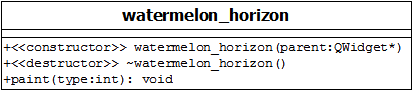 watermelon_horizon
+<<constructor>> watermelon_horizon(parent:QWidget*)
+<<destructor>> ~watermelon_horizon()
+paint(type:int): void